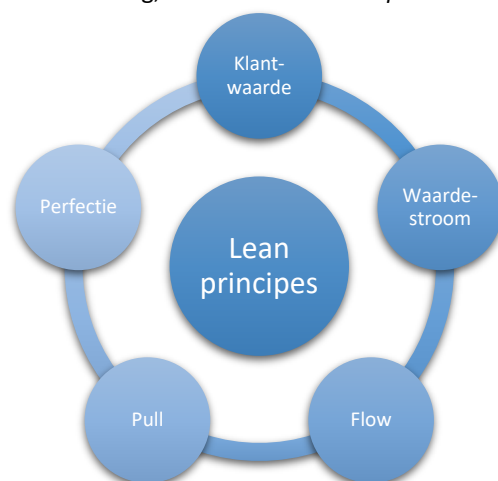 Klant-
waarde
Waarde-
stroom
Flow
Pull
Perfectie
Lean
principes